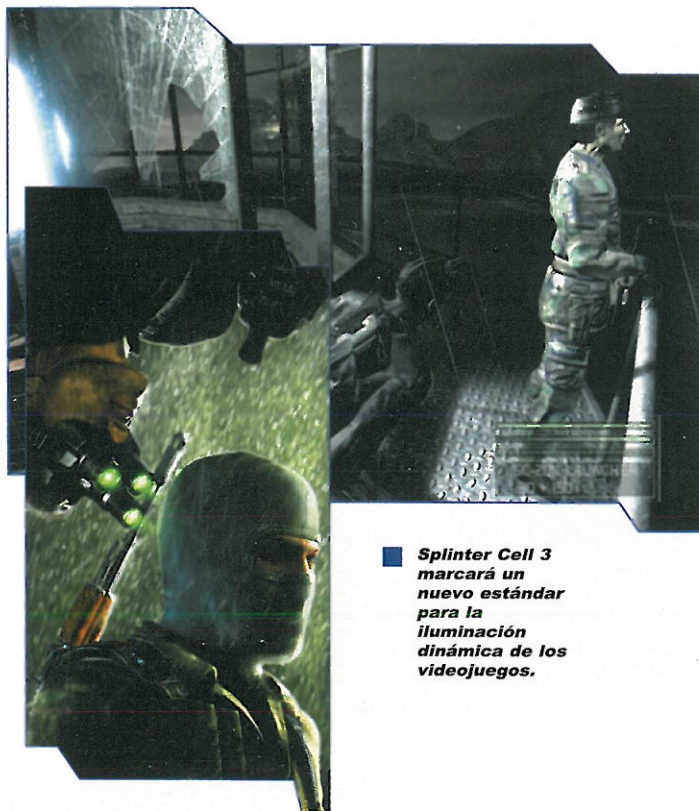 Splinter Cell 3
marcará un
nuevo estándar
para la
iluminación
dinámica de los
videojuegos.